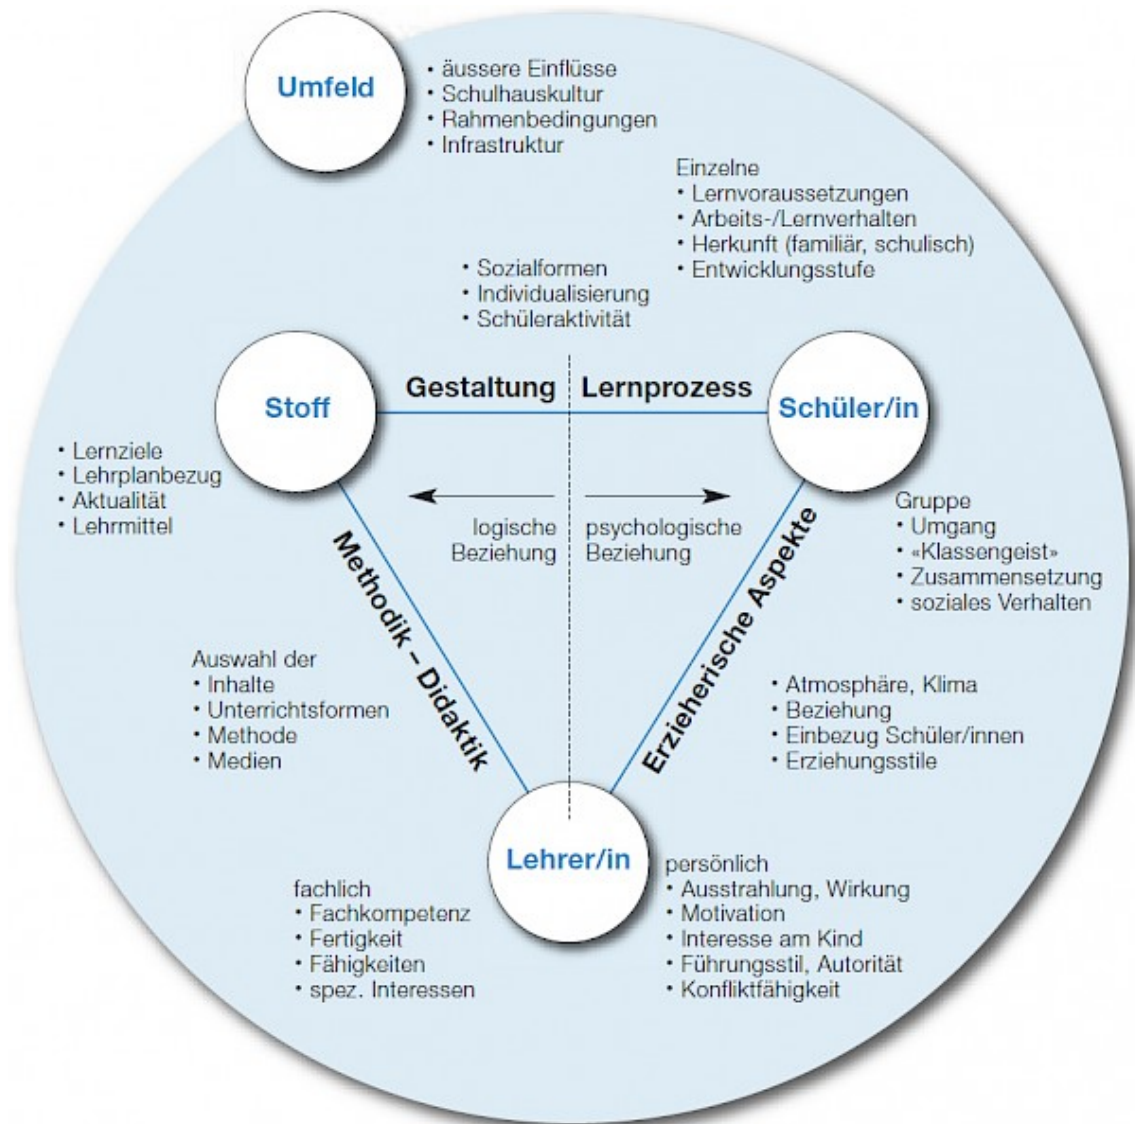 Umfeld
• äussere Einflüsse
• Schulhauskultur
• Rahmenbedingungen
• Infrastruktur
Einzelne
• Lernvoraussetzungen
• Arbeits-/Lernverhalten
• Herkunft (familiär, schulisch)
• Entwicklungsstufe
• Sozialformen
• Individualisierung
• Schüleraktivität
Gestaltung
Lernprozess
Stoff
Schüler/in
• Lernziele
• Lehrplanbezug
• Aktualität
• Lehrmittel
logische
Beziehung
psychologische
Beziehung
Gruppe
• Umgang
• «Klassengeist»
• Zusammensetzung
• soziales Verhalten
Methodik – Didaktik
Erzieherische Aspekte
Auswahl der
• Inhalte
• Unterrichtsformen
• Methode
• Medien
• Atmosphäre, Klima
• Beziehung
• Einbezug Schüler/innen
• Erziehungsstile
Lehrer/in
fachlich
• Fachkompetenz
• Fertigkeit
• Fähigkeiten
• spez. Interessen
persönlich
• Ausstrahlung, Wirkung
• Motivation
• Interesse am Kind
• Führungsstil, Autorität
• Konfliktfähigkeit